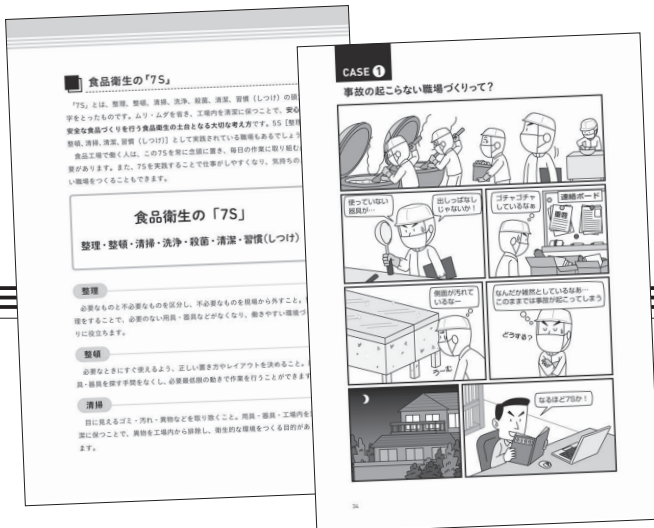 食品衛生の『7S』
『7S』とは、整理、整頓、清掃、洗浄、殺菌、清潔、習慣（しつけ）の頭
字をとったものです。ムリ・ムダを省き、工場内を清潔に保つことで、安心
安全な食品づくりを行う食品衛生の土台となる大切な考え方です。5S［整理
整頓, 清掃, 清潔, 習慣（しつけ)］として実践されている職場もあるでしょう
食品工場で働く人は、この7Sを常に念頭に置き、毎日の作業に取り組む
要があります。また、7Sを実践することで仕事がしやすくなり、気持ちの
い職場をつくることもできます。
食品衛生の「7S」
整理・整頓・清掃・洗浄・殺菌・清潔・習慣(しつけ)
整理
必要なものと不必要なものを区分し、不必要なものを現場から外すこと。
理をすることで、必要のない用具・器具などがなくなり、働きやすい環境づ
りに役立ちます。
整頓
必要なときにすぐ使えるよう、正しい置き方やレイアウトを決めること。
具・器具を探す手間をなくし、必要最低限の動きで作業を行うことができます
清掃
目に見えるゴミ・汚れ・異物などを取り除くこと。用具・器具・工場内を
潔に保つことで、異物を工場内から排除し、衛生的な環境をつくる目的があ
ます。
CASE 1
事故の起こらない職場づくりって？
使っていない
器具が…
出しっぱなし
じゃないか！
ゴチャゴチャ
しているなぁ
連絡ボード
重要
側面が汚れて
いるなー
うーむ
なんだか雑然としているなあ…
このままでは事故が起こってしまう
どうする？
なるほど7Sか！
34